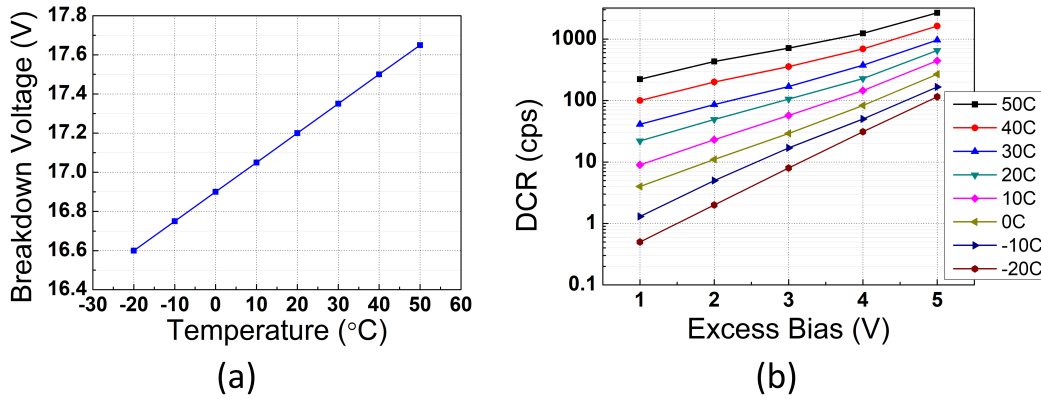 Breakdown Voltage (V)
17.8
17.6
17.4
17.2
17.0
16.8
16.6
16.4
-30 -20 -10 0 10 20 30 40 50 60
Temperature (°C)
(a)
DCR (cps)
1000
100
10
1
0.1
1 2 3 4 5
Excess Bias (V)
50C
40C
30C
20C
10C
0C
-10C
-20C
(b)